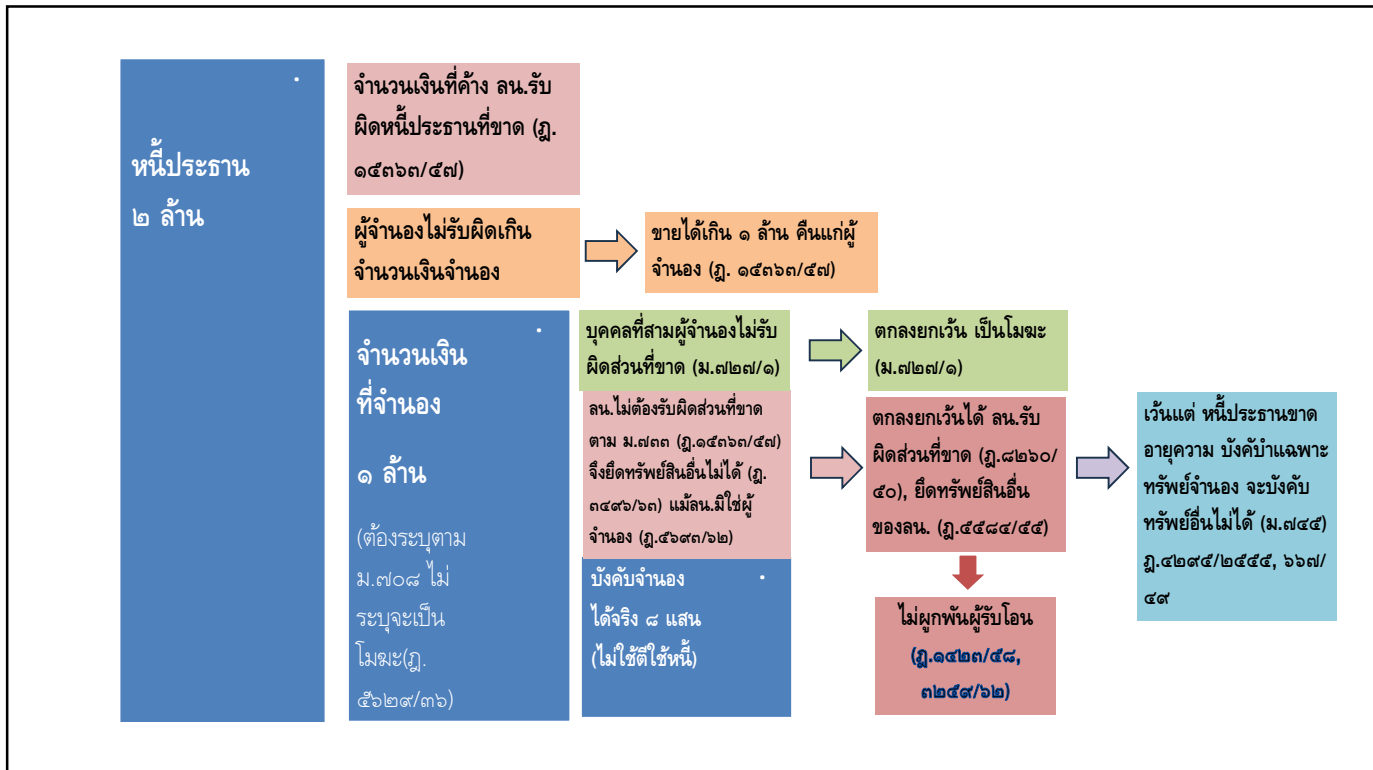 หนี้ประธาน
๒ ล้าน
จำนวนเงินที่ค้าง ลน.รับ
ผิดหนี้ประธานที่ขาด (ฎ.
๑๕๓๖๓/๕๗)
ผู้จำนองไม่รับผิดเกิน
จำนวนเงินจำนอง
ขายได้เกิน ๑ ล้าน คืนแก่ผู้
จำนอง (ฎ. ๑๕๓๖๓/๕๗)
จำนวนเงิน
ที่จำนอง
๑ ล้าน
(ต้องระบุตาม
ม.๗๐๘ ไม่
ระบุจะเป็น
โมฆะ(ฎ.
๕๖๒๙/๓๖)
บุคคลที่สามผู้จำนองไม่รับ
ผิดส่วนที่ขาด (ม.๗๒๗/๑)
ตกลงยกเว้น เป็นโมฆะ
(ม.๗๒๗/๑)
ลน.ไม่ต้องรับผิดส่วนที่ขาด
ตาม ม.๗๓๓ (ฎ.๑๕๓๖๓/๕๗)
จึงยึดทรัพย์สินอื่นไม่ได้ (ฎ.
๓๔๙๖/๖๓) แม้ลน.มิใช่ผู้
จำนอง (ฎ.๕๖๙๓/๖๒)
ตกลงยกเว้นได้ ลน.รับ
ผิดส่วนที่ขาด (ฎ.๘๒๖๐/
๕๐), ยึดทรัพย์สินอื่น
ของลน. (ฎ.๕๕๘๔/๕๕)
เว้นแต่ หนี้ประธานขาด
อายุความ บังคับำแฉพาะ
ทรัพย์จำนอง จะบังคับ
ทรัพย์อื่นไม่ได้ (ม.๗๔๕)
ฎ.๔๒๙๕/๒๕๕๕, ๖๖๗/
๔๙
บังคับจำนอง
ได้จริง ๘ แสน
(ไม่ใช้ตีใช้หนี้)
ไม่ผูกพันผู้รับโอน
(ฎ.๑๔๒๓/๕๘,
๓๒๕๙/๖๒)